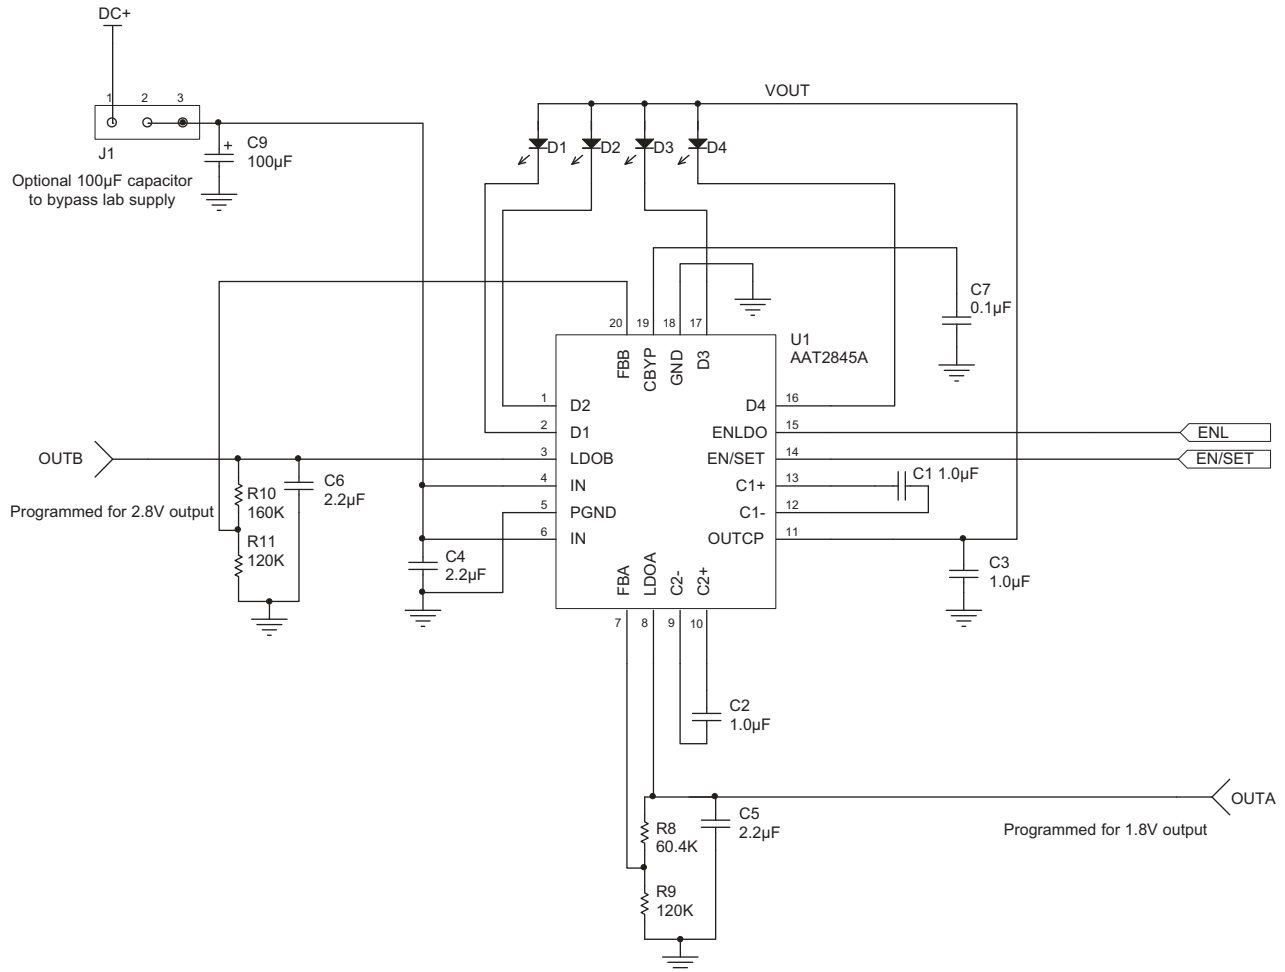 DC+
1 2 3
J1
C9
100µF
+
Optional 100µF capacitor
to bypass lab supply
VOUT
D1 D2 D3 D4
C7
0.1µF
U1
AAT2845A
20 19 18 17
FBB CBYP GND D3
1 D2
2 D1
3 LDOB
4 IN
5 PGND
6 IN
D4 16
ENLDO 15
EN/SET 14
C1+ 13
C1- 12
OUTCP 11
ENL
EN/SET
C1 1.0µF
OUTB
Programmed for 2.8V output
R10
160K
R11
120K
C6
2.2µF
C4
2.2µF
C3
1.0µF
FBA LDOA C2- C2+
7 8 9 10
C2
1.0µF
R8
60.4K
R9
120K
C5
2.2µF
OUTA
Programmed for 1.8V output